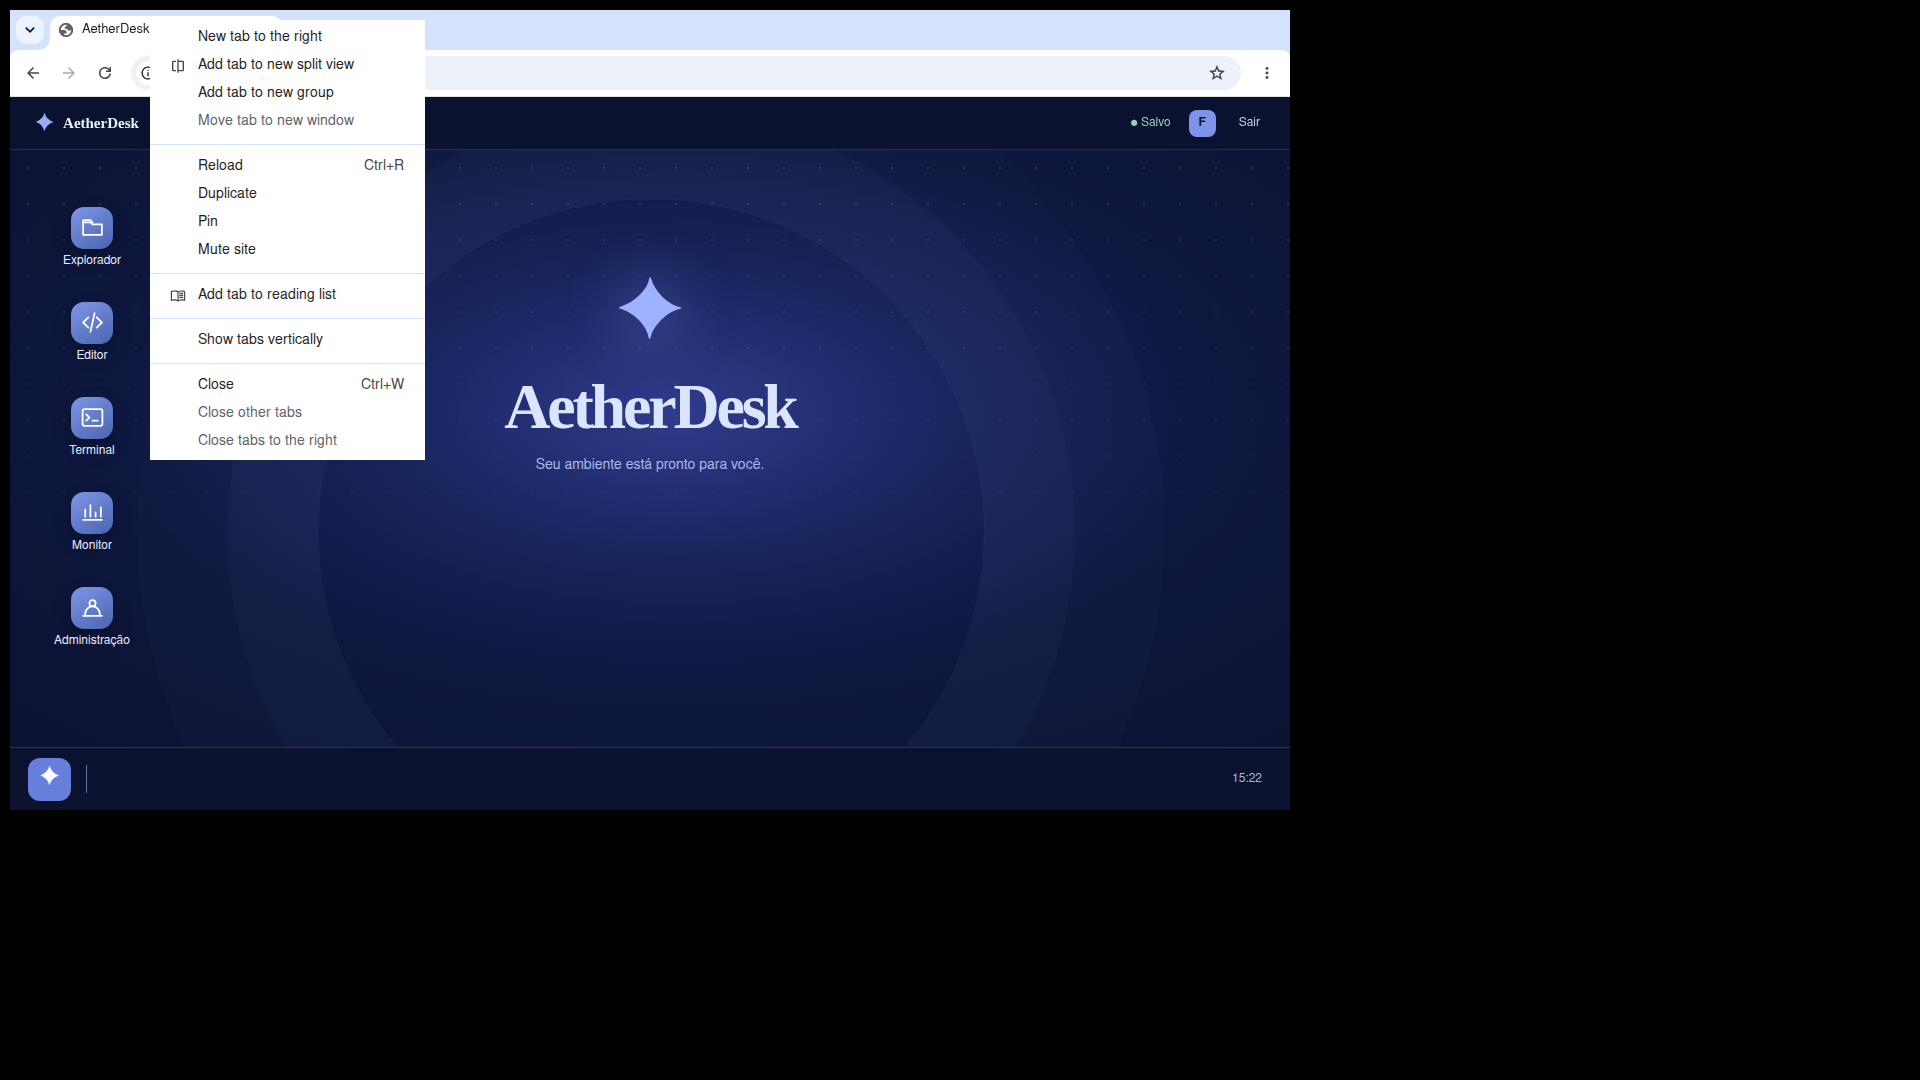 AetherDesk
New tab to the right
Add tab to new split view
Add tab to new group
Move tab to new window
Reload Ctrl+R
Duplicate
Pin
Mute site
Add tab to reading list
Show tabs vertically
Close Ctrl+W
Close other tabs
Close tabs to the right
AetherDesk
Salvo
F
Sair
Explorador
Editor
Terminal
Monitor
Administração
AetherDesk
Seu ambiente está pronto para você.
15:22